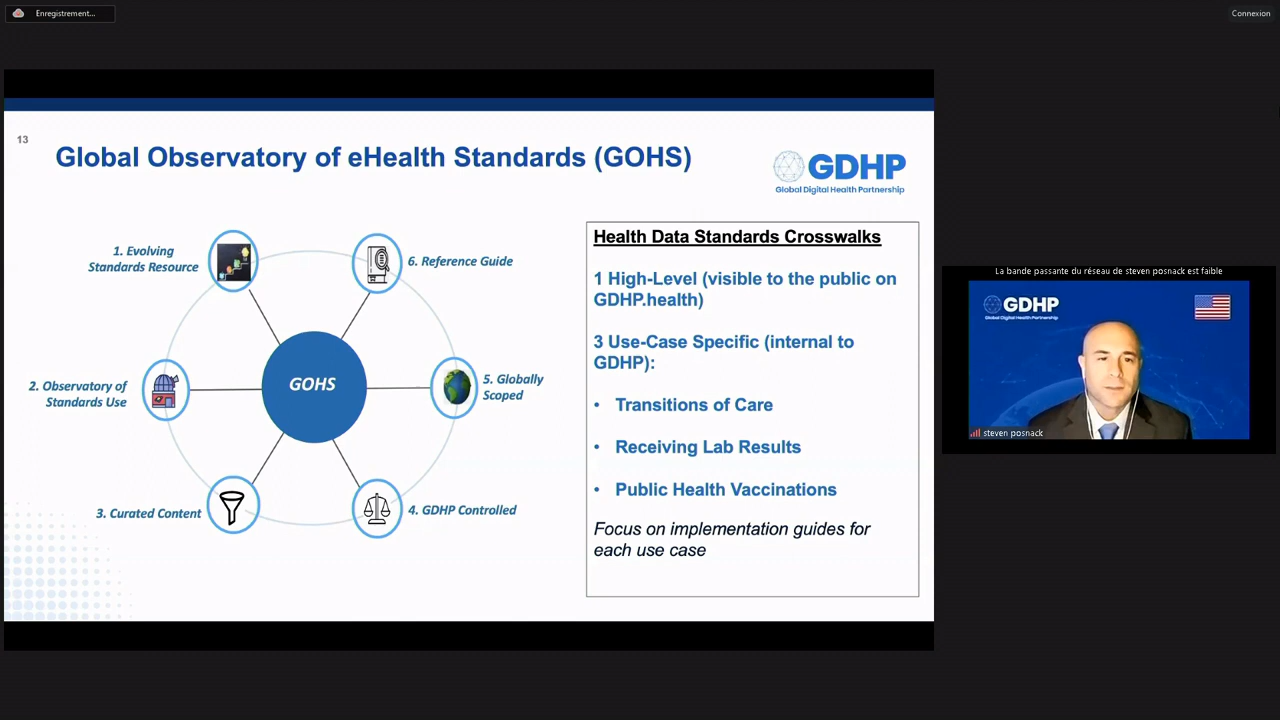 Enregistrement...
Connexion
13
Global Observatory of eHealth Standards (GOHS)
GDHP
Global Digital Health Partnership
1. Evolving
Standards Resource
6. Reference Guide
2. Observatory of
Standards Use
GOHS
5. Globally
Scoped
3. Curated Content
4. GDHP Controlled
Health Data Standards Crosswalks
1 High-Level (visible to the public on
GDHP.health)
3 Use-Case Specific (internal to
GDHP):
• Transitions of Care
• Receiving Lab Results
• Public Health Vaccinations
Focus on implementation guides for
each use case
La bande passante du réseau de steven posnack est faible
GDHP
Global Digital Health Partnership
steven posnack